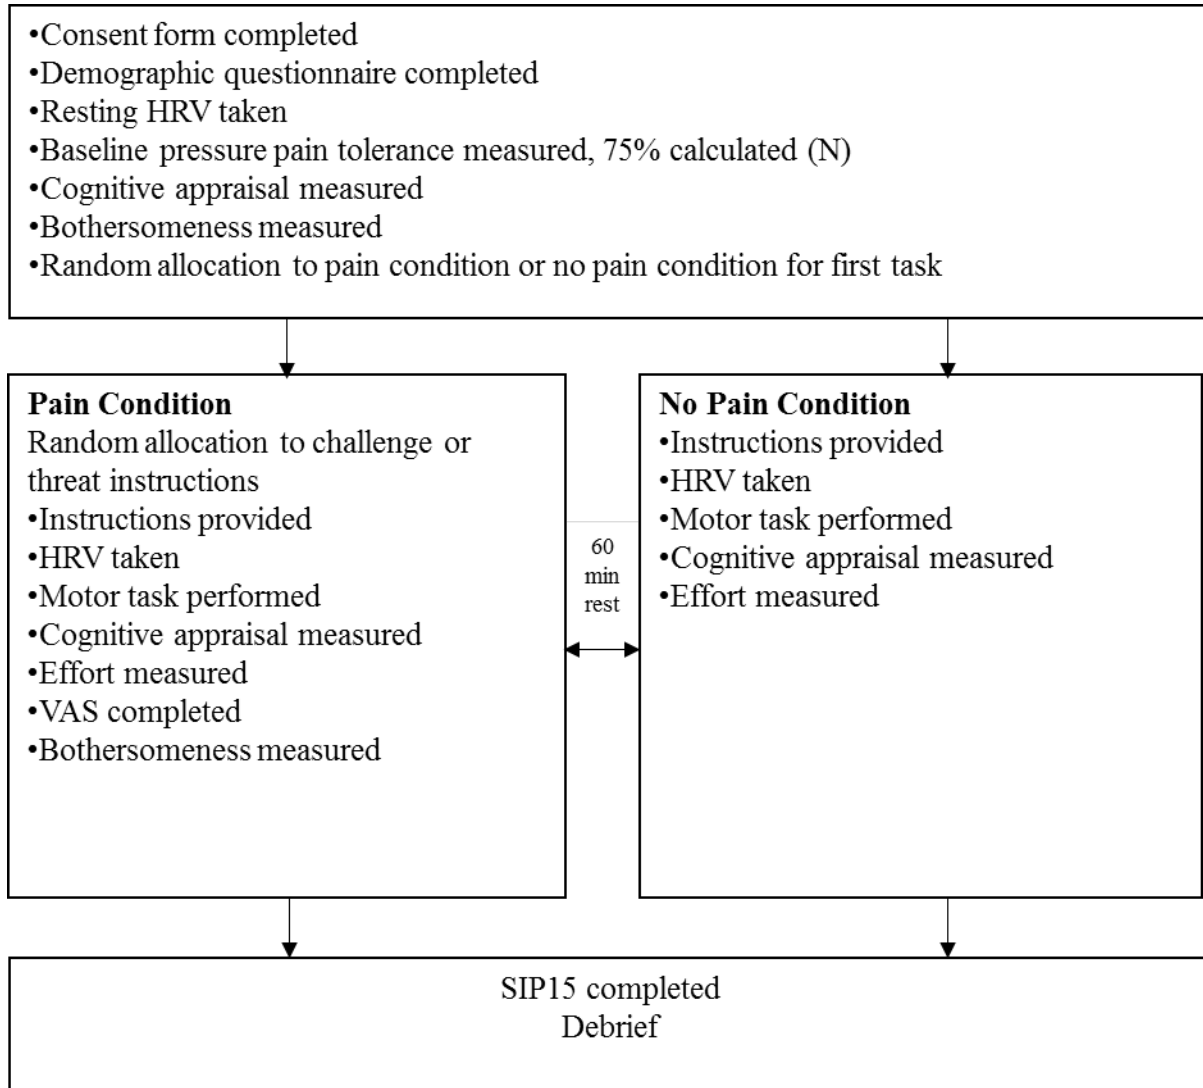 •Consent form completed
•Demographic questionnaire completed
•Resting HRV taken
•Baseline pressure pain tolerance measured, 75% calculated (N)
•Cognitive appraisal measured
•Bothersomeness measured
•Random allocation to pain condition or no pain condition for first task
Pain Condition
Random allocation to challenge or
threat instructions
•Instructions provided
•HRV taken
•Motor task performed
•Cognitive appraisal measured
•Effort measured
•VAS completed
•Bothersomeness measured
60
min
rest
No Pain Condition
•Instructions provided
•HRV taken
•Motor task performed
•Cognitive appraisal measured
•Effort measured
SIP15 completed
Debrief